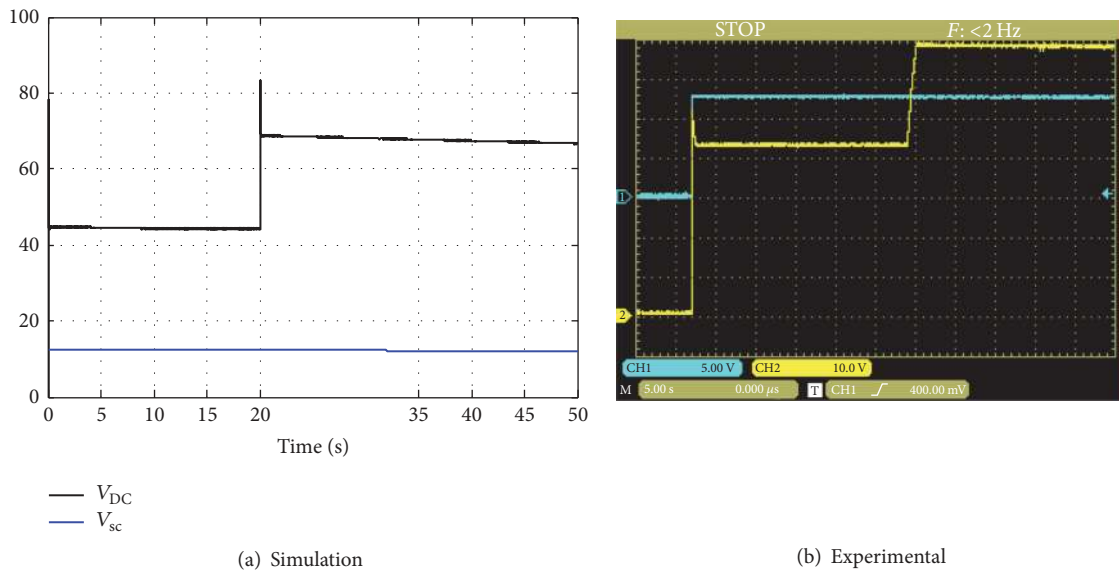 100
80
60
40
20
0
0 5 10 15 20 35 40 45 50
Time (s)
V_DC
V_sc
(a) Simulation
STOP F: <2 Hz
1
2
CH1 5.00 V CH2 10.0 V
M 5.00 s 0.000 μs T CH1 400.00 mV
(b) Experimental